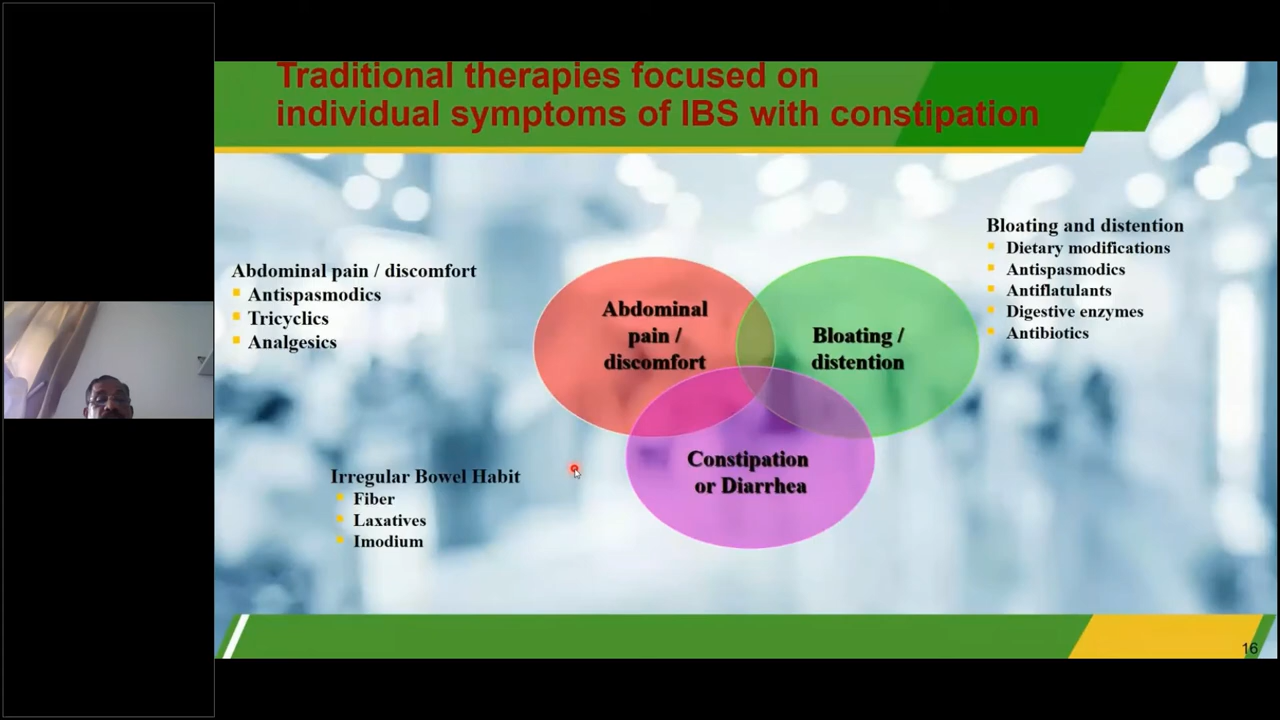 Traditional therapies focused on
individual symptoms of IBS with constipation
Abdominal pain / discomfort
Antispasmodics
Tricyclics
Analgesics
Irregular Bowel Habit
Fiber
Laxatives
Imodium
Abdominal
pain /
discomfort
Bloating /
distention
Constipation
or Diarrhea
Bloating and distention
Dietary modifications
Antispasmodics
Antiflatulants
Digestive enzymes
Antibiotics
16